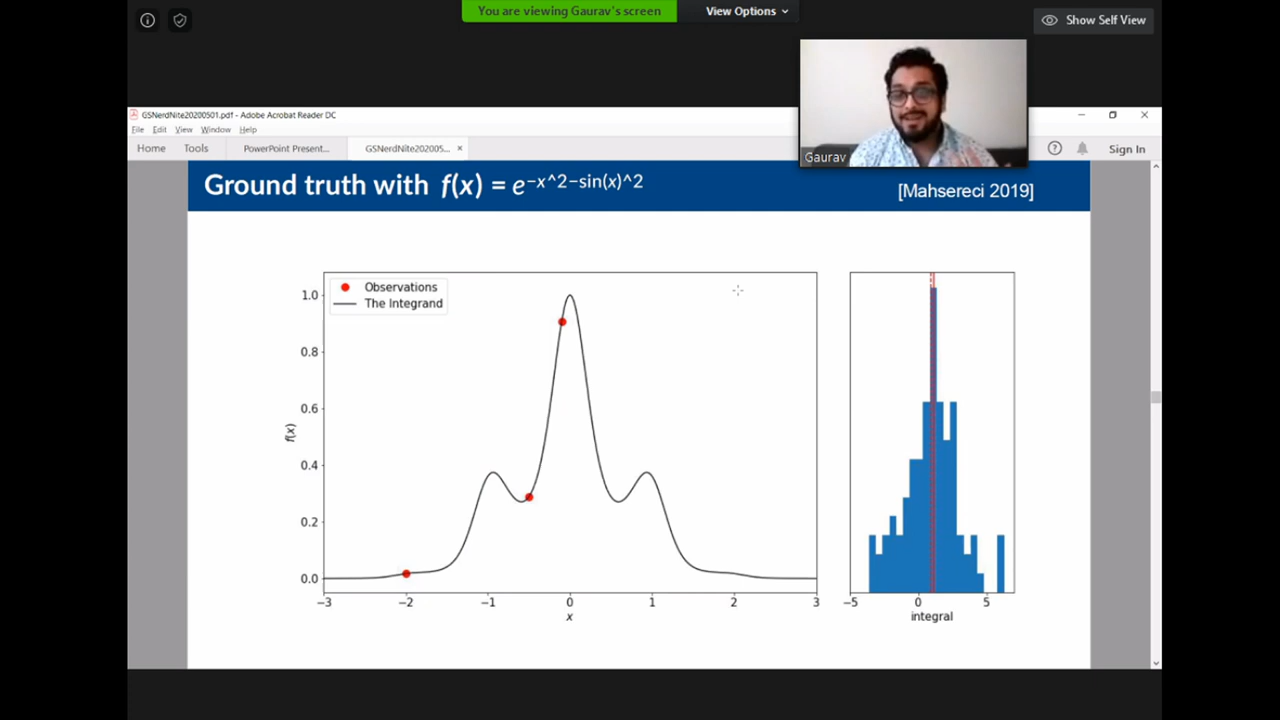 You are viewing Gaurav's screen
View Options
Show Self View
Gaurav
GSNerdNite20200501.pdf - Adobe Acrobat Reader DC
File Edit View Window Help
Home Tools PowerPoint Present... GSNerdNite202005... × Sign In
Ground truth with f(x) = e^−x^2−sin(x)^2 [Mahsereci 2019]
Observations
The Integrand
1.0
0.8
0.6
0.4
0.2
0.0
f(x)
−3 −2 −1 0 1 2 3
x
−5 0 5
integral